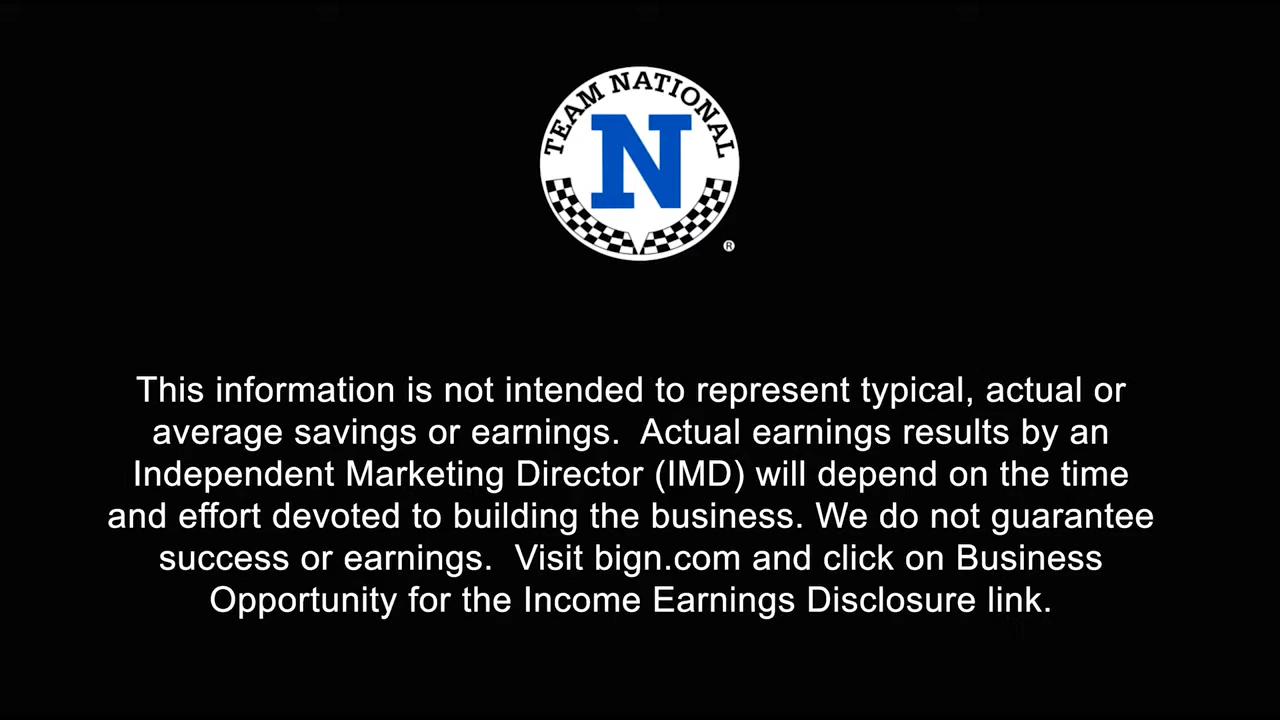 TEAM NATIONAL
N
®
This information is not intended to represent typical, actual or
average savings or earnings.  Actual earnings results by an
Independent Marketing Director (IMD) will depend on the time
and effort devoted to building the business. We do not guarantee
success or earnings.  Visit bign.com and click on Business
Opportunity for the Income Earnings Disclosure link.